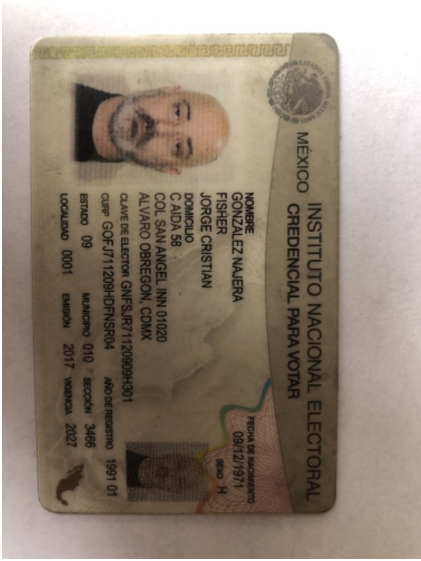 MÉXICO INSTITUTO NACIONAL ELECTORAL
CREDENCIAL PARA VOTAR
NOMBRE
GONZALEZ NAJERA
FISHER
JORGE CRISTIAN
FECHA DE NACIMIENTO
09/12/1971
SEXO H
DOMICILIO
C AIDA 58
COL SAN ANGEL INN 01020
ALVARO OBREGON, CDMX
CLAVE DE ELECTOR GNFSJR71120909H301
CURP GOFJ711209HDFNSR04 AÑO DE REGISTRO 1991 01
ESTADO 09 MUNICIPIO 010 SECCIÓN 3466
LOCALIDAD 0001 EMISIÓN 2017 VIGENCIA 2027